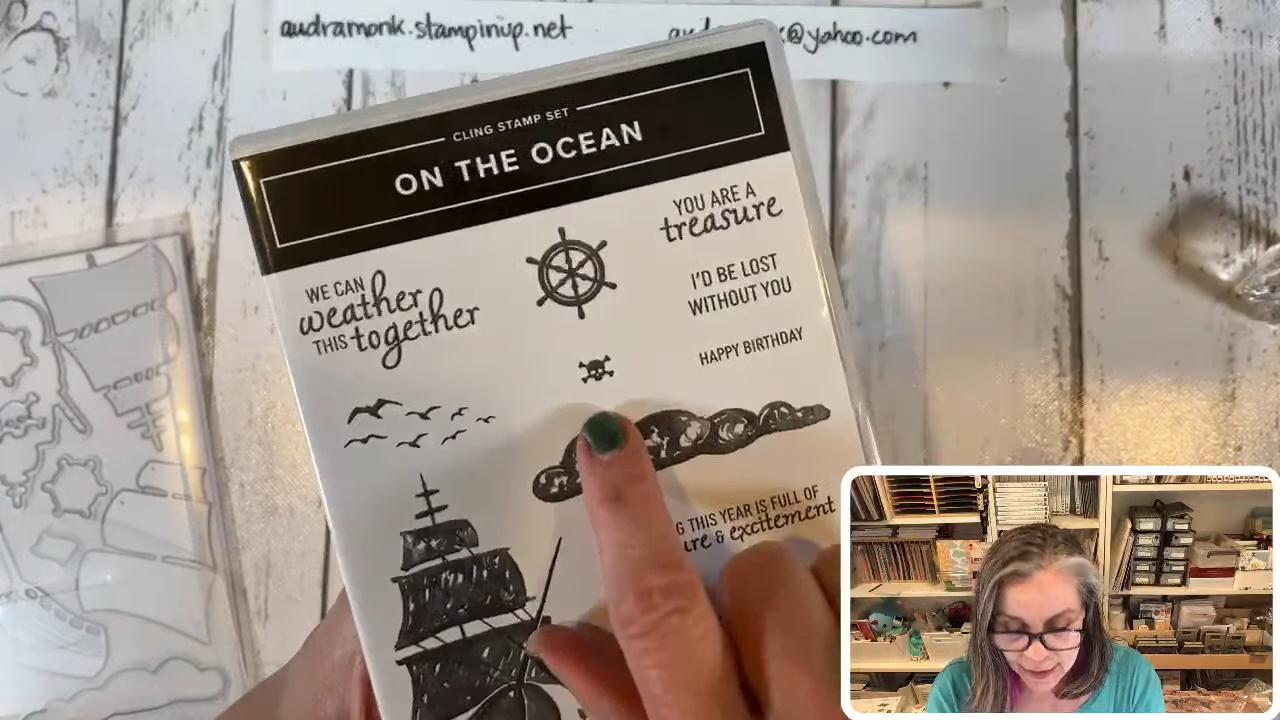 audramonk.stampinup.net
@yahoo.com
CLING STAMP SET
ON THE OCEAN
YOU ARE A
treasure
WE CAN
weather
THIS together
I'D BE LOST
WITHOUT YOU
HAPPY BIRTHDAY
THIS YEAR IS FULL OF
& excitement